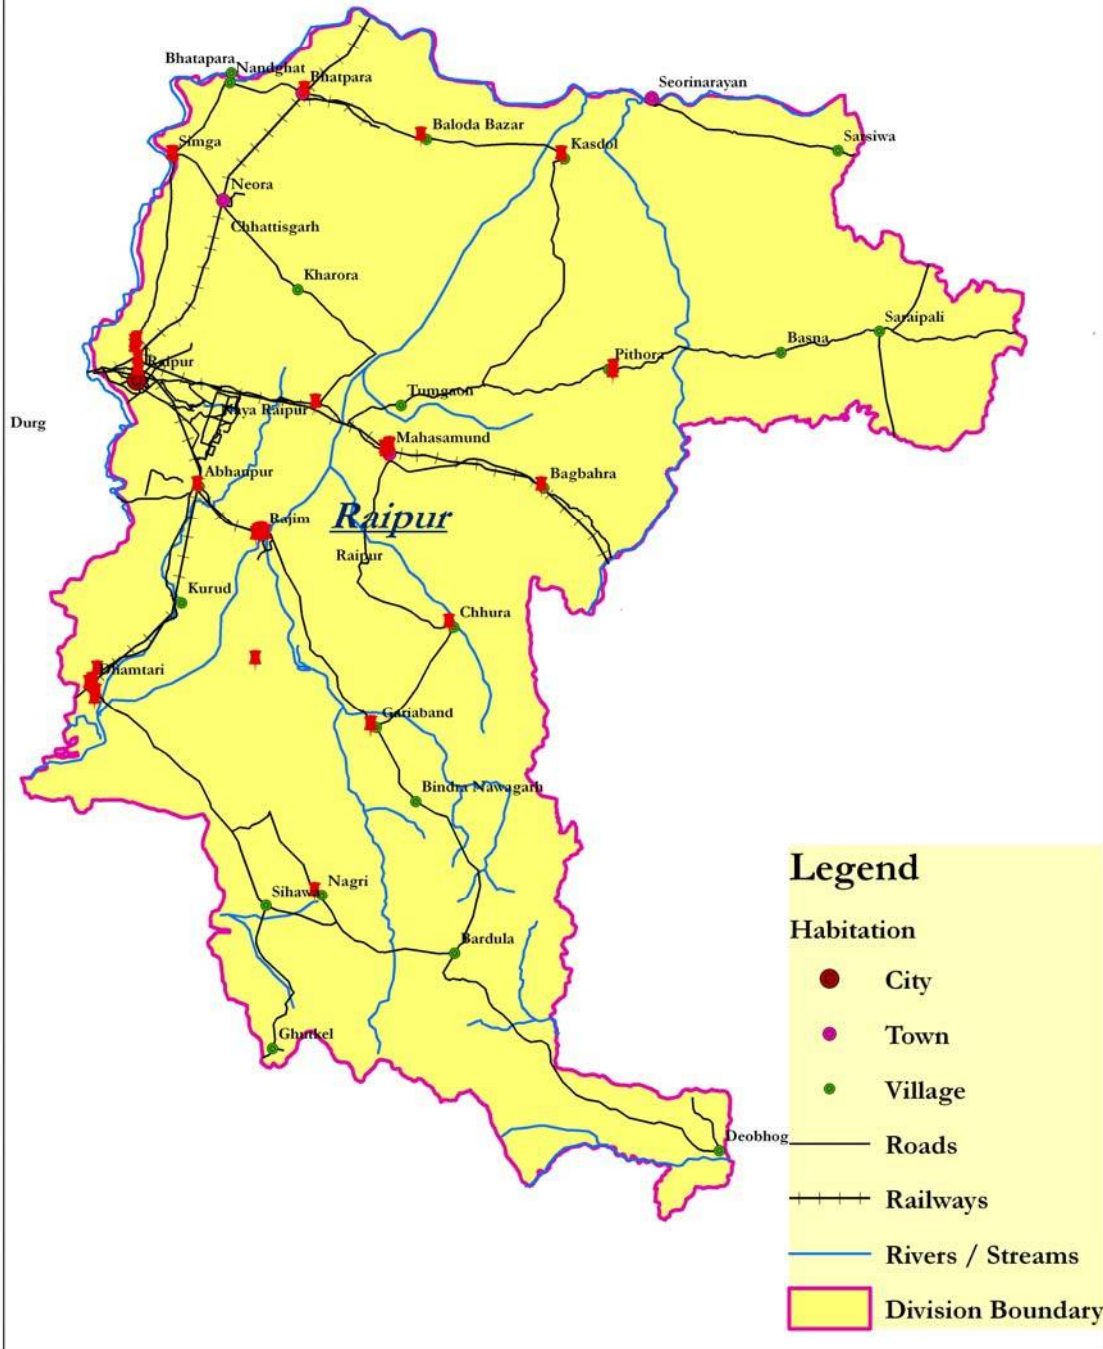 Bhatapara
Nandghat
Bhatpara
Seorinarayan
Baloda Bazar
Simga
Kasdol
Sarsiwa
Neora
Chhattisgarh
Kharora
Saraipali
Basna
Pithora
Raipur
Tumgaon
Naya Raipur
Durg
Mahasamund
Abhanpur
Bagbahra
Rajim
Raipur
Raipur
Kurud
Chhura
Dhamtari
Gariaband
Bindra Nawagarh
Nagri
Sihawa
Bardula
Ghutkel
Deobhog
Legend
Habitation
City
Town
Village
Roads
Railways
Rivers / Streams
Division Boundary